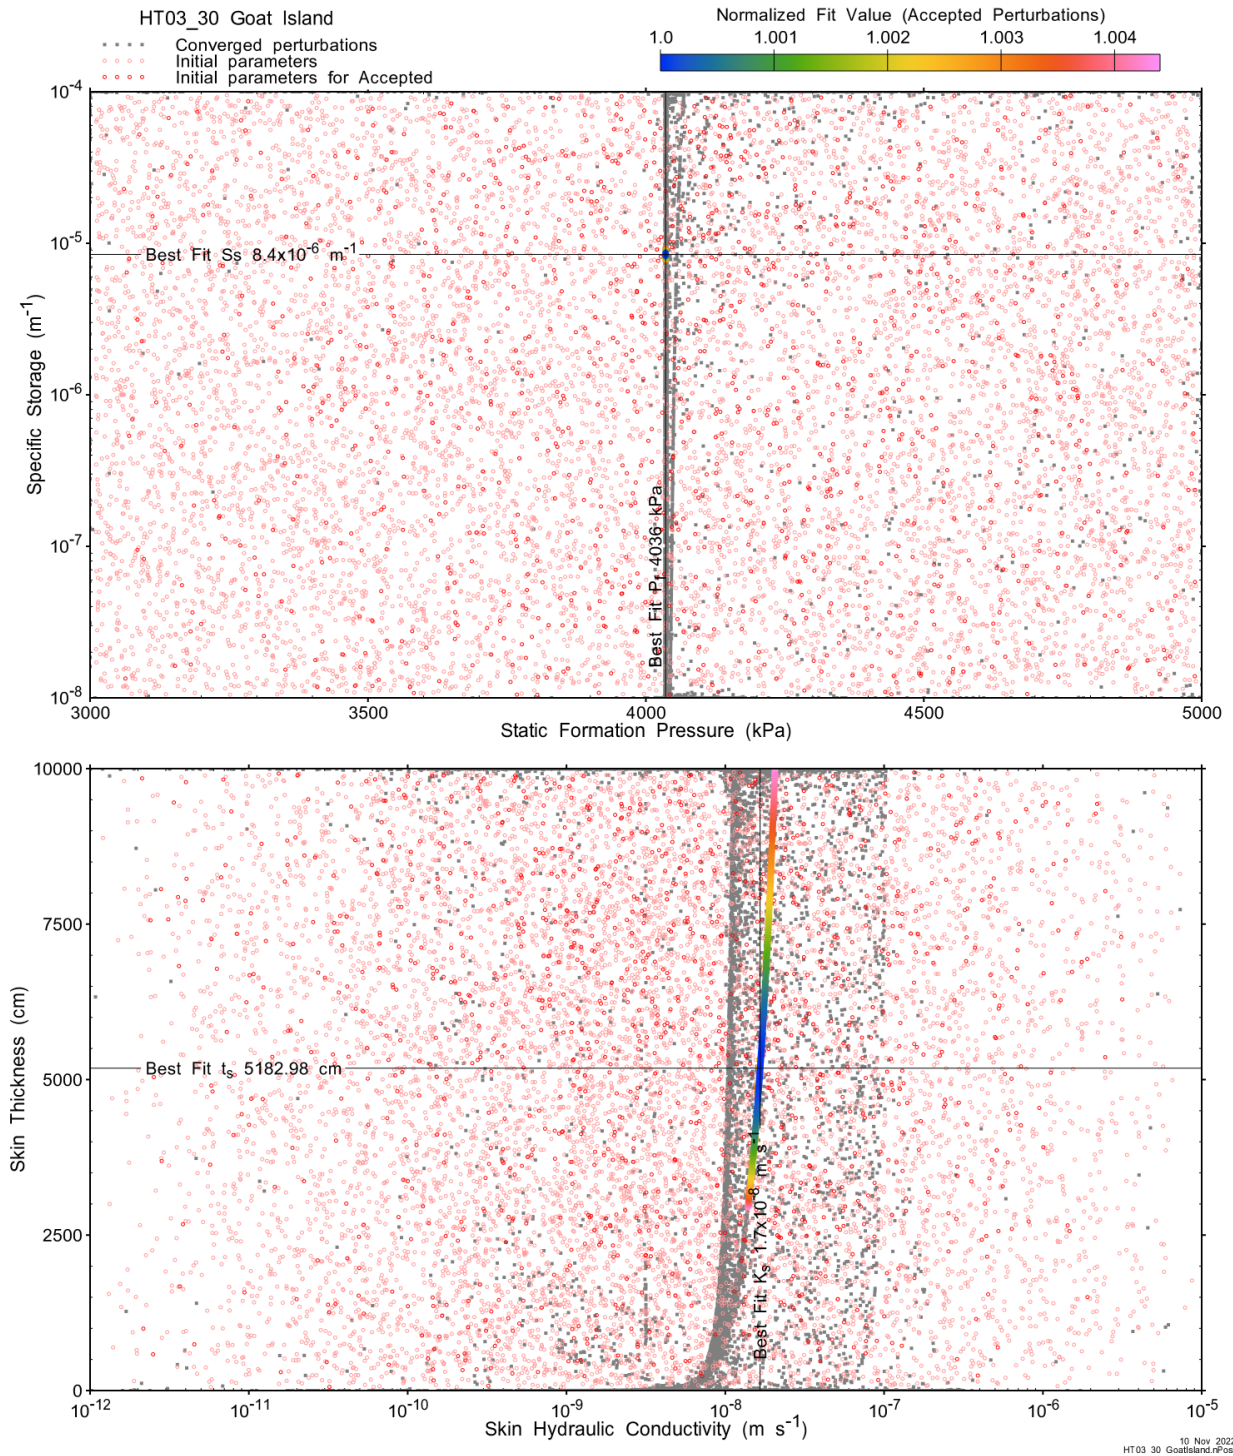 HT03_30 Goat Island
Converged perturbations
Initial parameters
Initial parameters for Accepted
Normalized Fit Value (Accepted Perturbations)
1.0 1.001 1.002 1.003 1.004
10-4
10-5
10-6
10-7
10-8
Specific Storage (m-1)
Best Fit Ss 8.4x10-6 m-1
Best Fit Pf 4036 kPa
3000 3500 4000 4500 5000
Static Formation Pressure (kPa)
10000
7500
5000
2500
0
Skin Thickness (cm)
Best Fit ts 5182.98 cm
Best Fit Ks 1.7x10-8 m s-1
10-12 10-11 10-10 10-9 10-8 10-7 10-6 10-5
Skin Hydraulic Conductivity (m s-1)
10 Nov 2022
HT03_30_GoatIsland.nPos